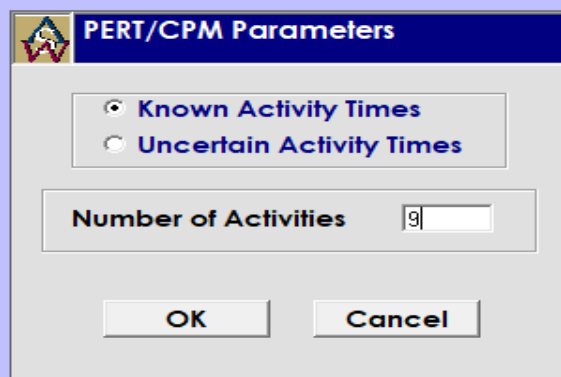 PERT/CPM Parameters
Known Activity Times
Uncertain Activity Times
Number of Activities 9
OK Cancel